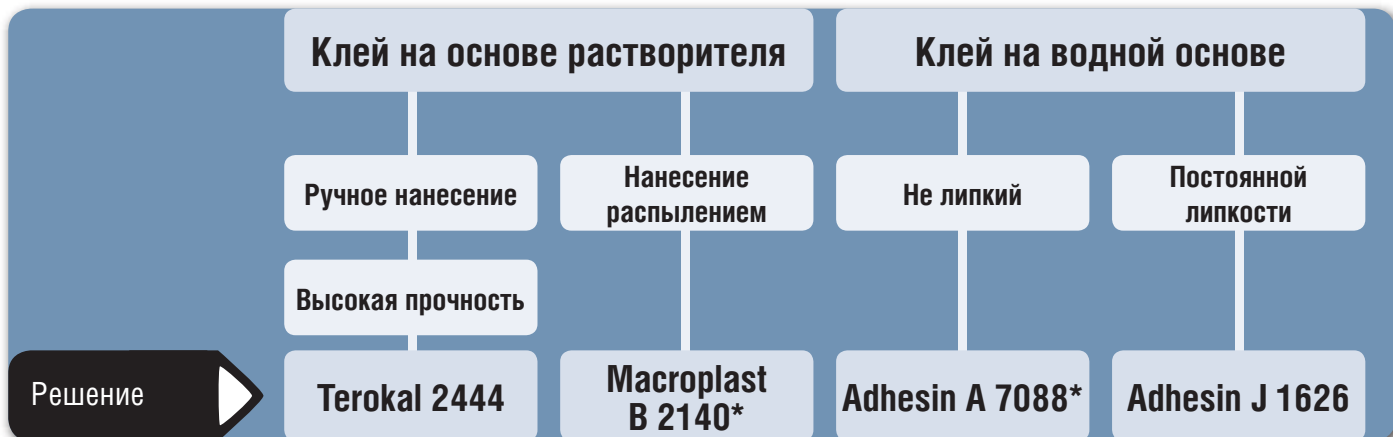 Клей на основе растворителя
Клей на водной основе
Ручное нанесение
Нанесение
распылением
Не липкий
Постоянной
липкости
Высокая прочность
Решение
Terokal 2444
Macroplast
B 2140*
Adhesin A 7088*
Adhesin J 1626